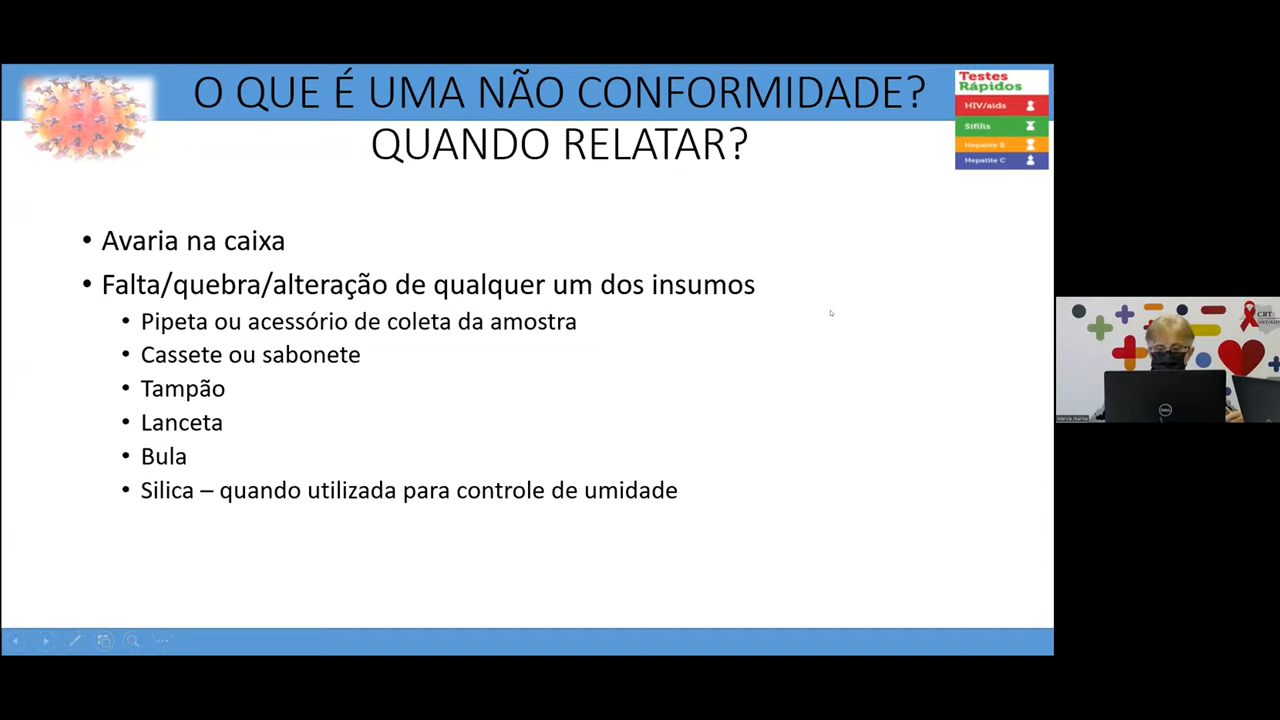 O QUE É UMA NÃO CONFORMIDADE?
QUANDO RELATAR?
Testes
Rápidos
HIV/aids
Sífilis
Hepatite B
Hepatite C
• Avaria na caixa
• Falta/quebra/alteração de qualquer um dos insumos
• Pipeta ou acessório de coleta da amostra
• Cassete ou sabonete
• Tampão
• Lanceta
• Bula
• Silica – quando utilizada para controle de umidade
CRT
DELL